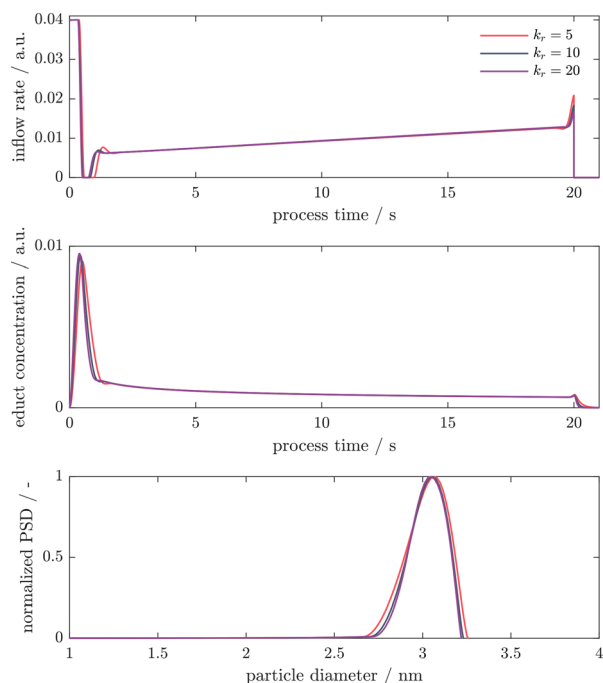 inflow rate / a.u.
0.04
0.03
0.02
0.01
0
k_r = 5
k_r = 10
k_r = 20
0 5 10 15 20
process time / s
educt concentration / a.u.
0.01
0
0 5 10 15 20
process time / s
normalized PSD / -
1
0.5
0
1 1.5 2 2.5 3 3.5 4
particle diameter / nm